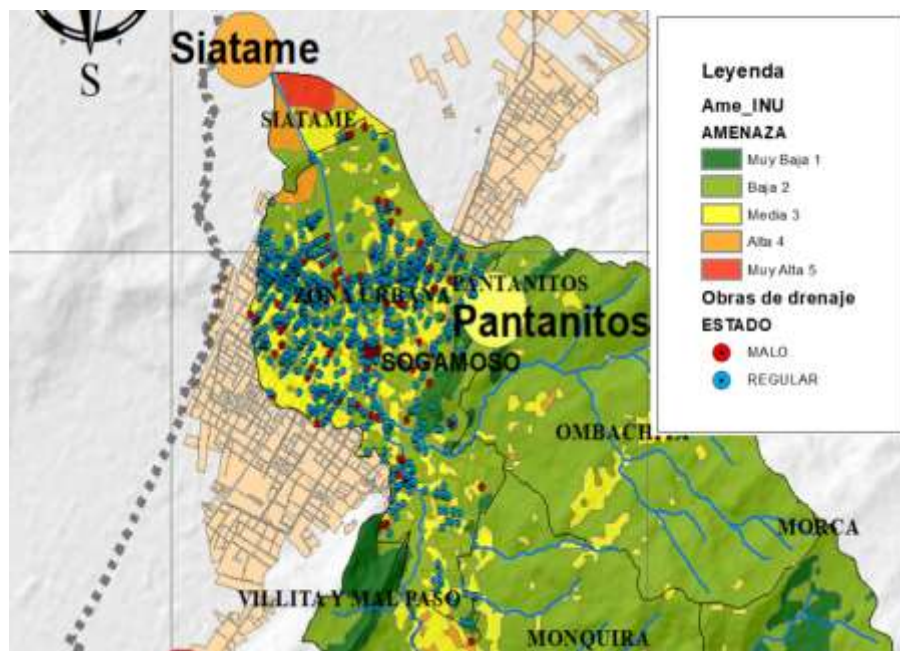 S
Siatame
SIATAME
ZONA URBANA
PANTANITOS
Pantanitos
SOGAMOSO
OMBACHITA
MORCA
VILLITA Y MAL PASO
MONQUIRA
Leyenda
Ame_INU
AMENAZA
Muy Baja 1
Baja 2
Media 3
Alta 4
Muy Alta 5
Obras de drenaje
ESTADO
MALO
REGULAR